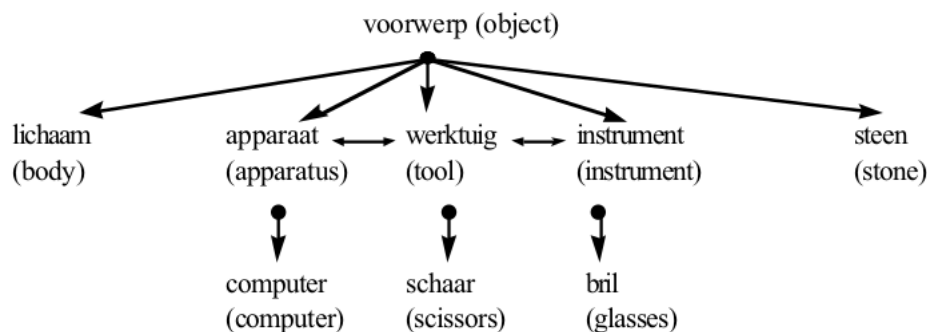 voorwerp (object)
lichaam apparaat werktuig instrument steen
(body) (apparatus) (tool) (instrument) (stone)
computer schaar bril
(computer) (scissors) (glasses)